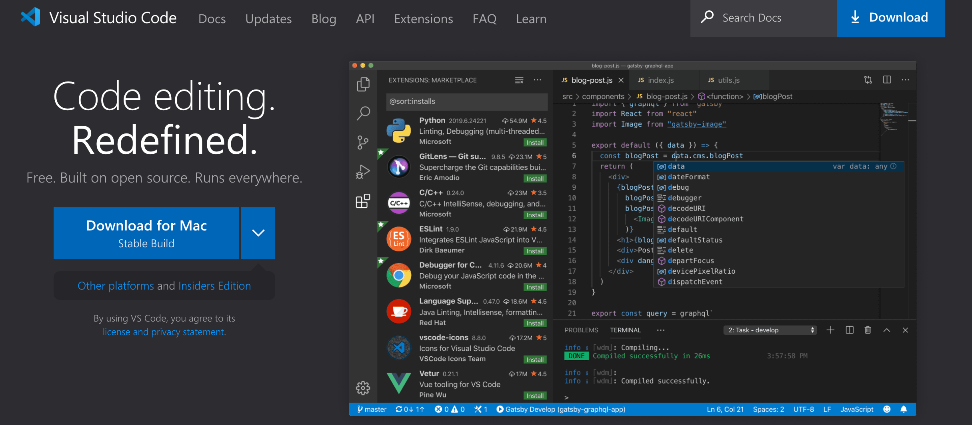 Visual Studio Code Docs Updates Blog API Extensions FAQ Learn Search Docs Download
Code editing.
Redefined.
Free. Built on open source. Runs everywhere.
Download for Mac
Stable Build
Other platforms and Insiders Edition
By using VS Code, you agree to its
license and privacy statement.
blog-post.js — gatsby-graphql-app
EXTENSIONS: MARKETPLACE
@sort:installs
Python 2019.6.24221 54.9M 4.5
Linting, Debugging (multi-threaded...
Microsoft Install
GitLens — Git su... 9.8.5 23.1M 5
Supercharge the Git capabilities bui...
Eric Amodio Install
C/C++ 0.24.0 23M 3.5
C/C++ IntelliSense, debugging, and...
Microsoft Install
ESLint 1.9.0 21.9M 4.5
Integrates ESLint JavaScript into V...
Dirk Baeumer Install
Debugger for C... 4.11.6 20.6M 4
Debug your JavaScript code in the ...
Microsoft Install
Language Sup... 0.47.0 18.6M 4.5
Java Linting, Intellisense, formattin...
Red Hat Install
vscode-icons 8.8.0 17.2M 5
Icons for Visual Studio Code
VSCode Icons Team Install
Vetur 0.21.1 17M 4.5
Vue tooling for VS Code
Pine Wu Install
JS blog-post.js JS index.js JS utils.js
src > components > JS blog-post.js > <function> > blogPost
1 import { graphql } from "gatsby"
2 import React from "react"
3 import Image from "gatsby-image"
4
5 export default ({ data }) => {
6 const blogPost = data.cms.blogPost
7 return (
8 <div>
9 {blogPost
10 blogPost
11 <Imag
12 )}
13 <h1>{blog
14 <div>Post
15 <div dang
16 </div>
17 )
18 }
19
20
21 export const query = graphql`
data var data: any
dateFormat
debug
debugger
decodeURI
decodeURIComponent
default
defaultStatus
delete
departFocus
devicePixelRatio
dispatchEvent
PROBLEMS TERMINAL ... 2: Task - develop
info : [wdm]: Compiling...
DONE Compiled successfully in 26ms 3:57:58 PM
info : [wdm]:
info : [wdm]: Compiled successfully.
>
master 0↓ 1↑ 0 0 1 Gatsby Develop (gatsby-graphql-app) Ln 6, Col 21 Spaces: 2 UTF-8 LF JavaScript